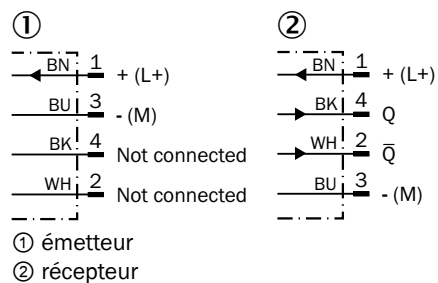 ①
BN 1 + (L+)
BU 3 - (M)
BK 4 Not connected
WH 2 Not connected
②
BN 1 + (L+)
BK 4 Q
WH 2 Q̅
BU 3 - (M)
① émetteur
② récepteur